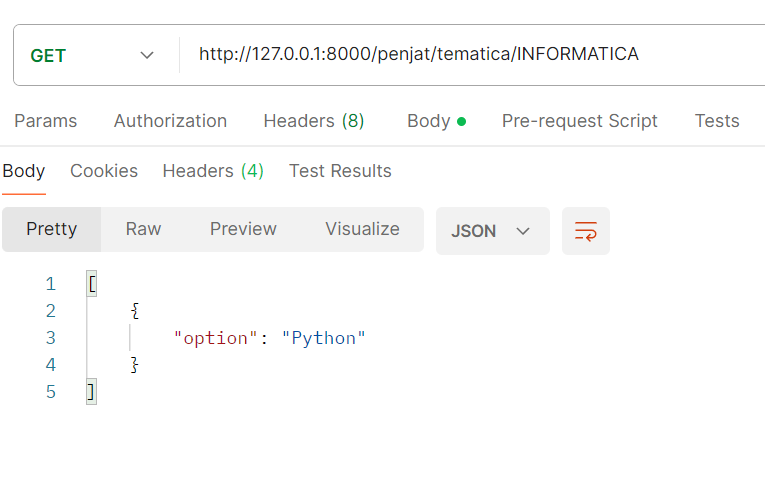 GET http://127.0.0.1:8000/penjat/tematica/INFORMATICA
Params Authorization Headers (8) Body Pre-request Script Tests
Body Cookies Headers (4) Test Results
Pretty Raw Preview Visualize JSON
1 [
2 {
3 "option": "Python"
4 }
5 ]